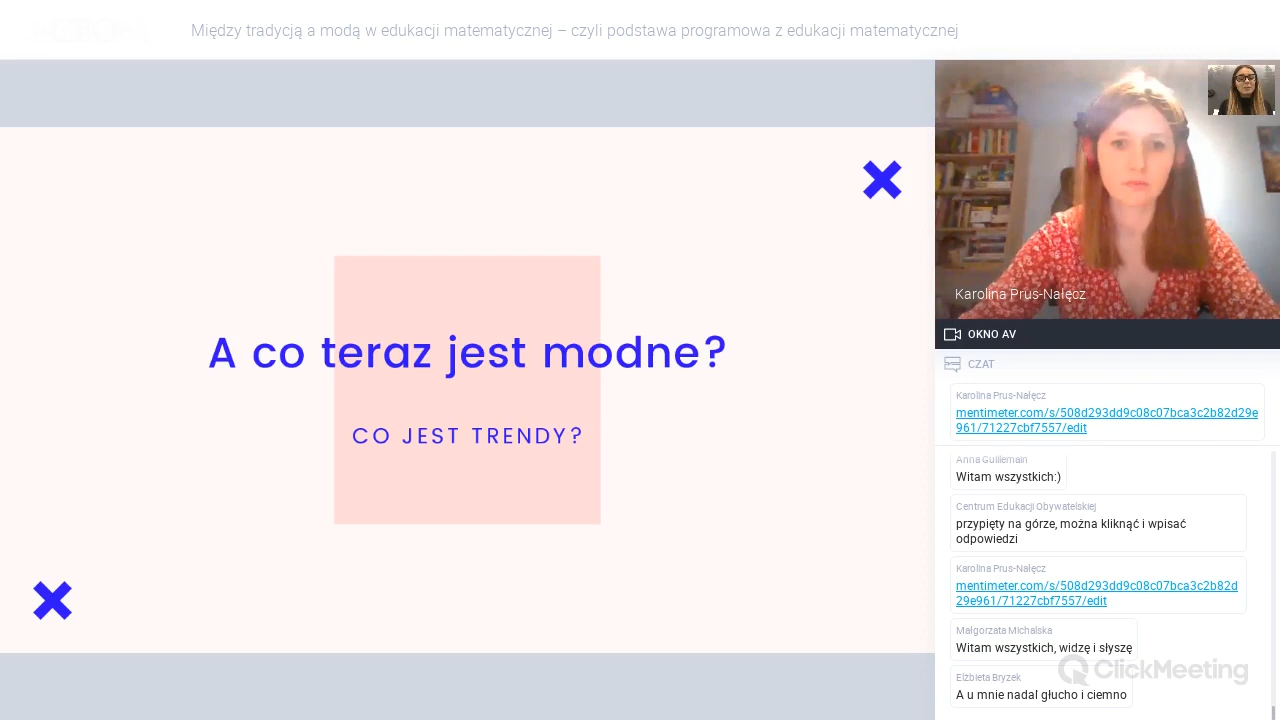 Między tradycją a modą w edukacji matematycznej – czyli podstawa programowa z edukacji matematycznej
A co teraz jest modne?
CO JEST TRENDY?
Karolina Prus-Nałęcz
OKNO AV
CZAT
Karolina Prus-Nałęcz
mentimeter.com/s/508d293dd9c08c07bca3c2b82d29e
961/71227cbf7557/edit
Anna Guillemain
Witam wszystkich:)
Centrum Edukacji Obywatelskiej
przypięty na górze, można kliknąć i wpisać
odpowiedzi
Karolina Prus-Nałęcz
mentimeter.com/s/508d293dd9c08c07bca3c2b82d
29e961/71227cbf7557/edit
Małgorzata Michalska
Witam wszystkich, widzę i słyszę
ClickMeeting
Elżbieta Bryzek
A u mnie nadal głucho i ciemno